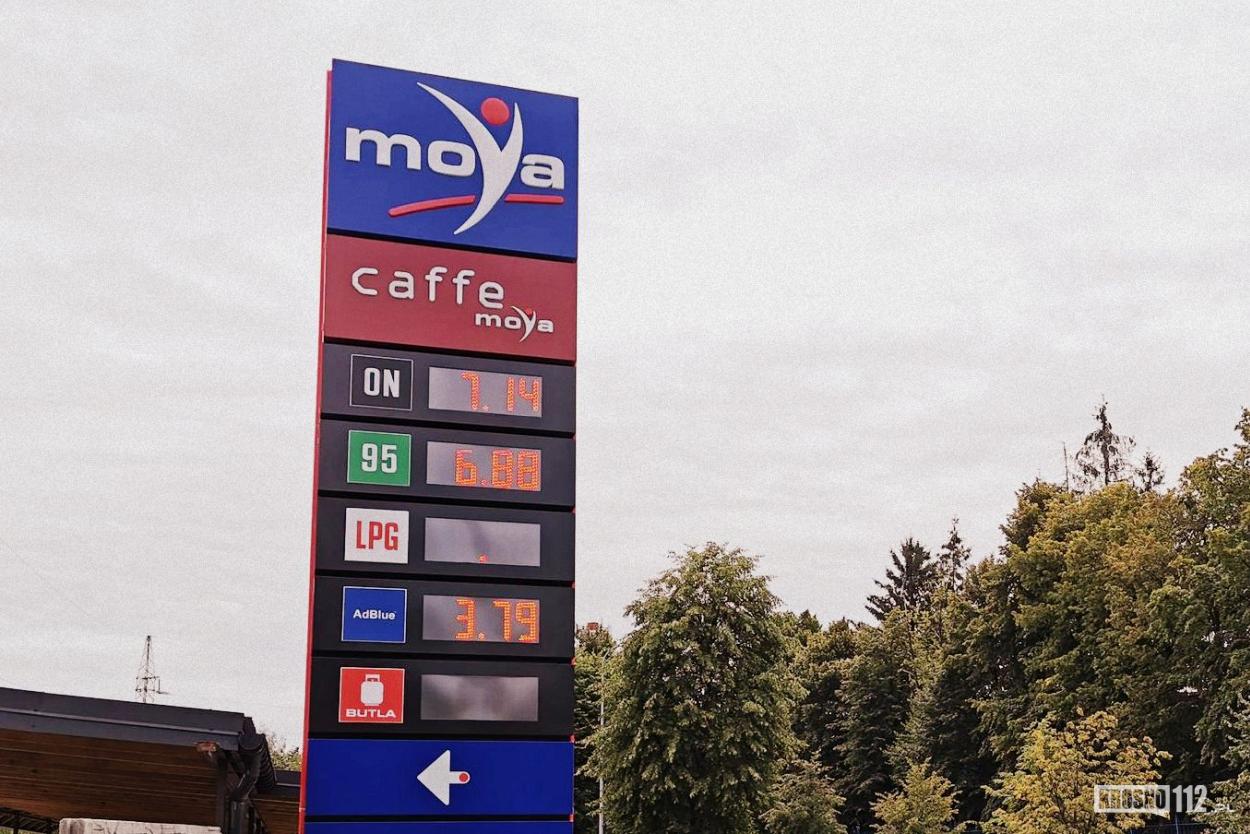 moya
caffe
moya
ON 7.14
95 6.88
LPG .
AdBlue 3.79
BUTLA
KROSNO112.PL